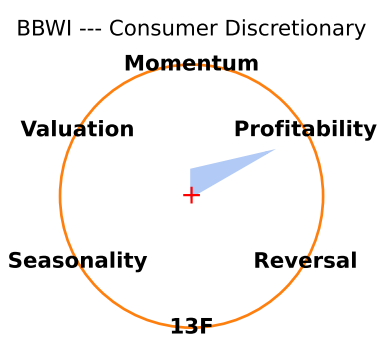 BBWI --- Consumer Discretionary
Momentum
Valuation
Profitability
Seasonality
Reversal
13F